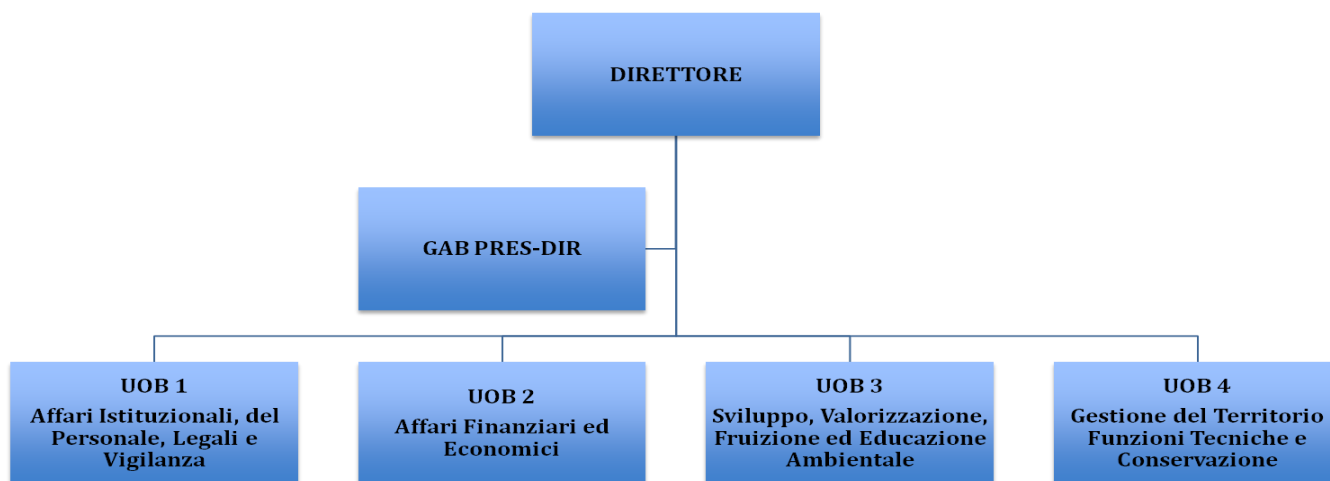 DIRETTORE
GAB PRES-DIR
UOB 1
Affari Istituzionali, del
Personale, Legali e
Vigilanza
UOB 2
Affari Finanziari ed
Economici
UOB 3
Sviluppo, Valorizzazione,
Fruizione ed Educazione
Ambientale
UOB 4
Gestione del Territorio
Funzioni Tecniche e
Conservazione